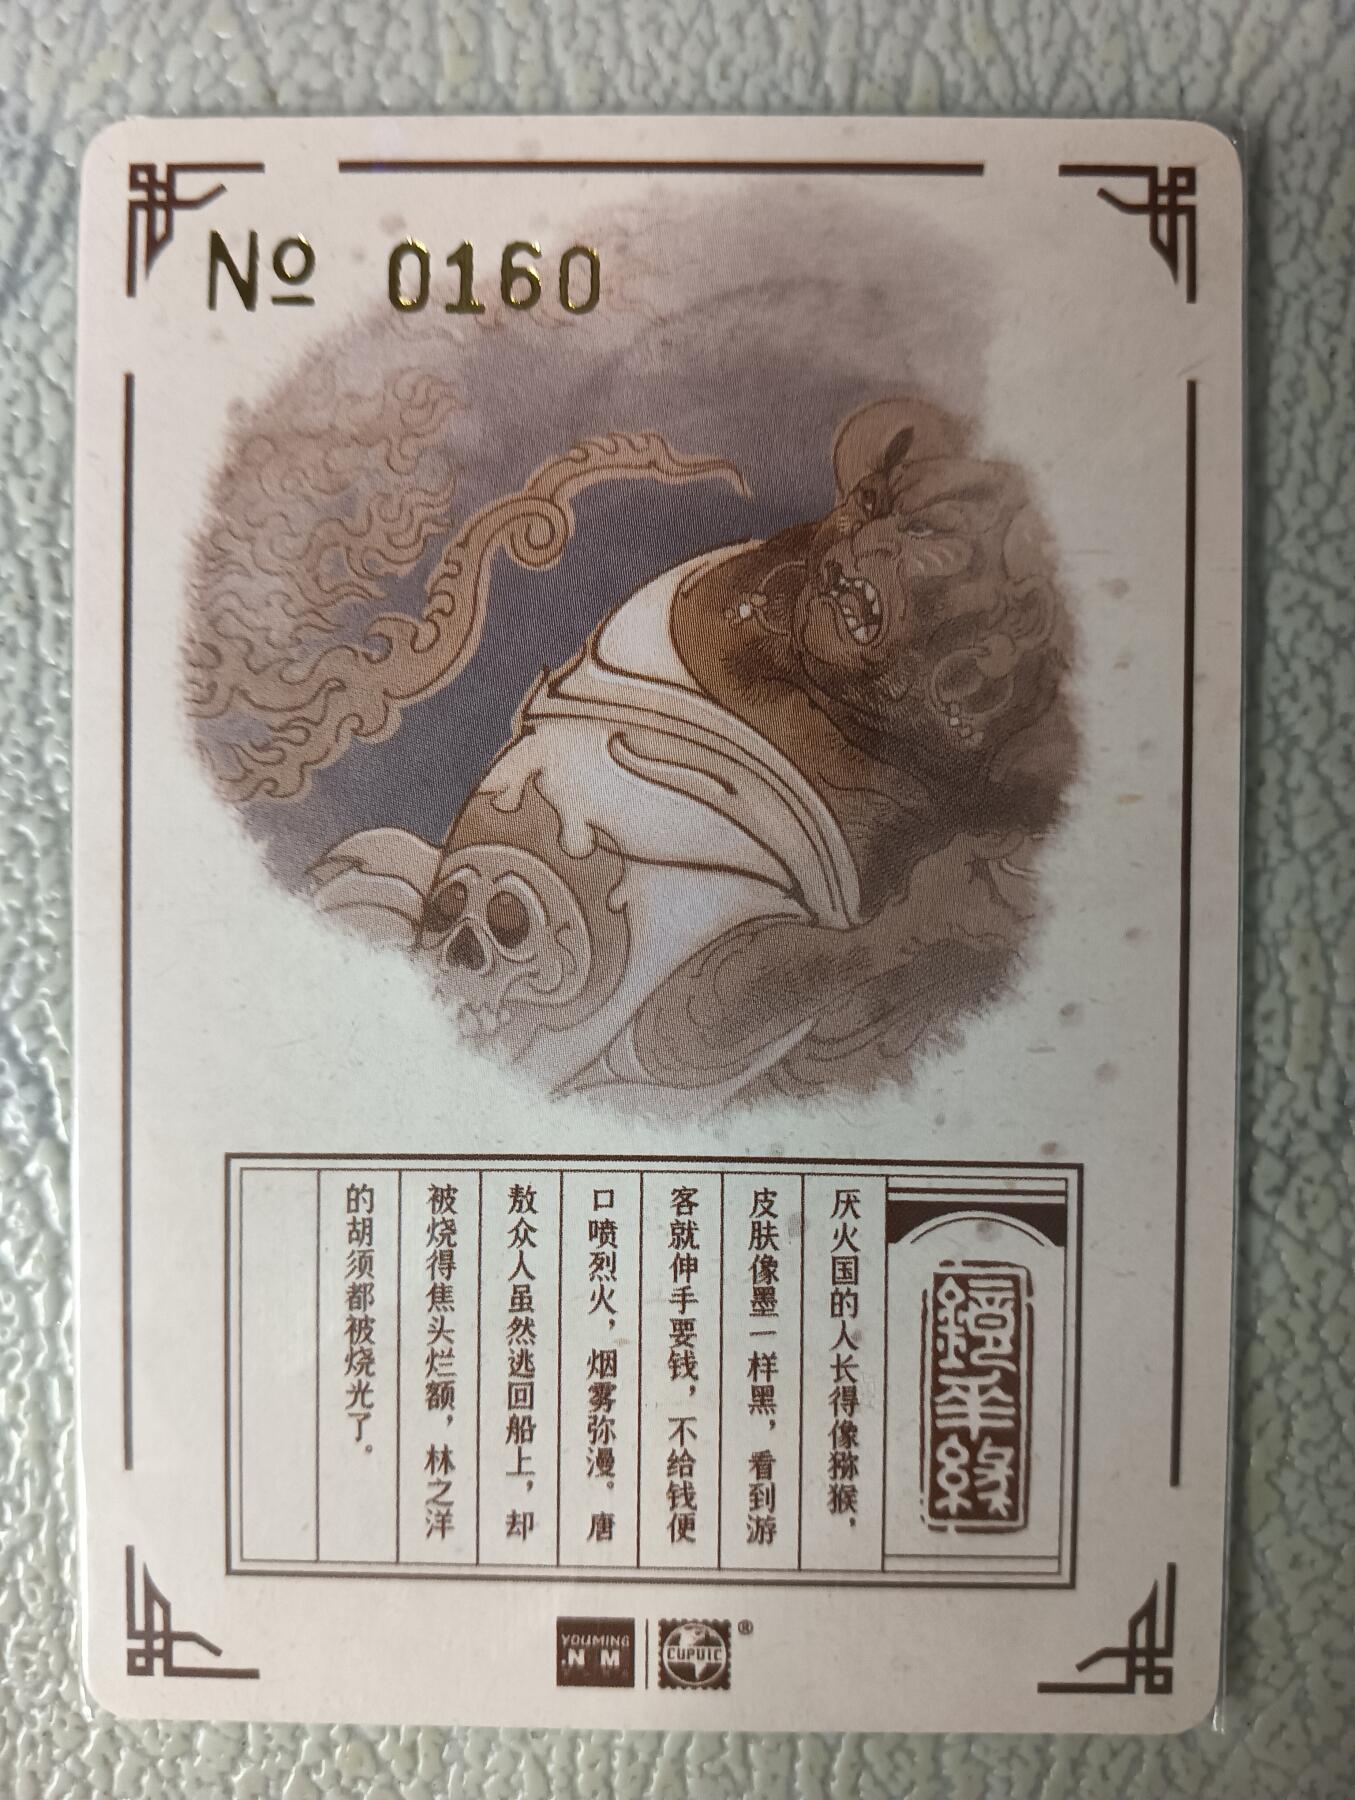 Nº 0160
鏡花緣
厌火国的人长得像猕猴，
皮肤像墨一样黑，看到游
客就伸手要钱，不给钱便
口喷烈火，烟雾弥漫。唐
敖众人虽然逃回船上，却
被烧得焦头烂额，林之洋
的胡须都被烧光了。
YOUMING
.N M
CUPUIC
®